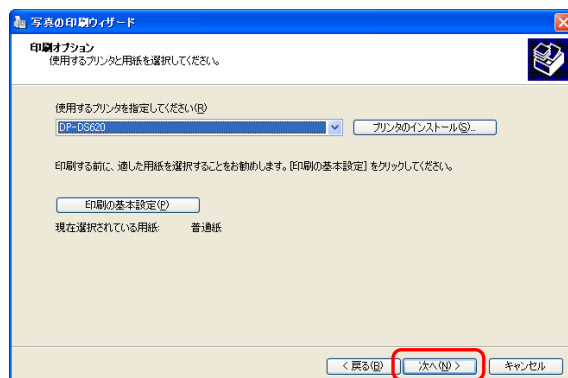 写真の印刷ウィザード
印刷オプション
使用するプリンタと用紙を選択してください。
使用するプリンタを指定してください(R)
DP-DS620
プリンタのインストール(S)...
印刷する前に、適した用紙を選択することをお勧めします。[印刷の基本設定] をクリックしてください。
印刷の基本設定(P)
現在選択されている用紙: 普通紙
< 戻る(B) 次へ(N) > キャンセル